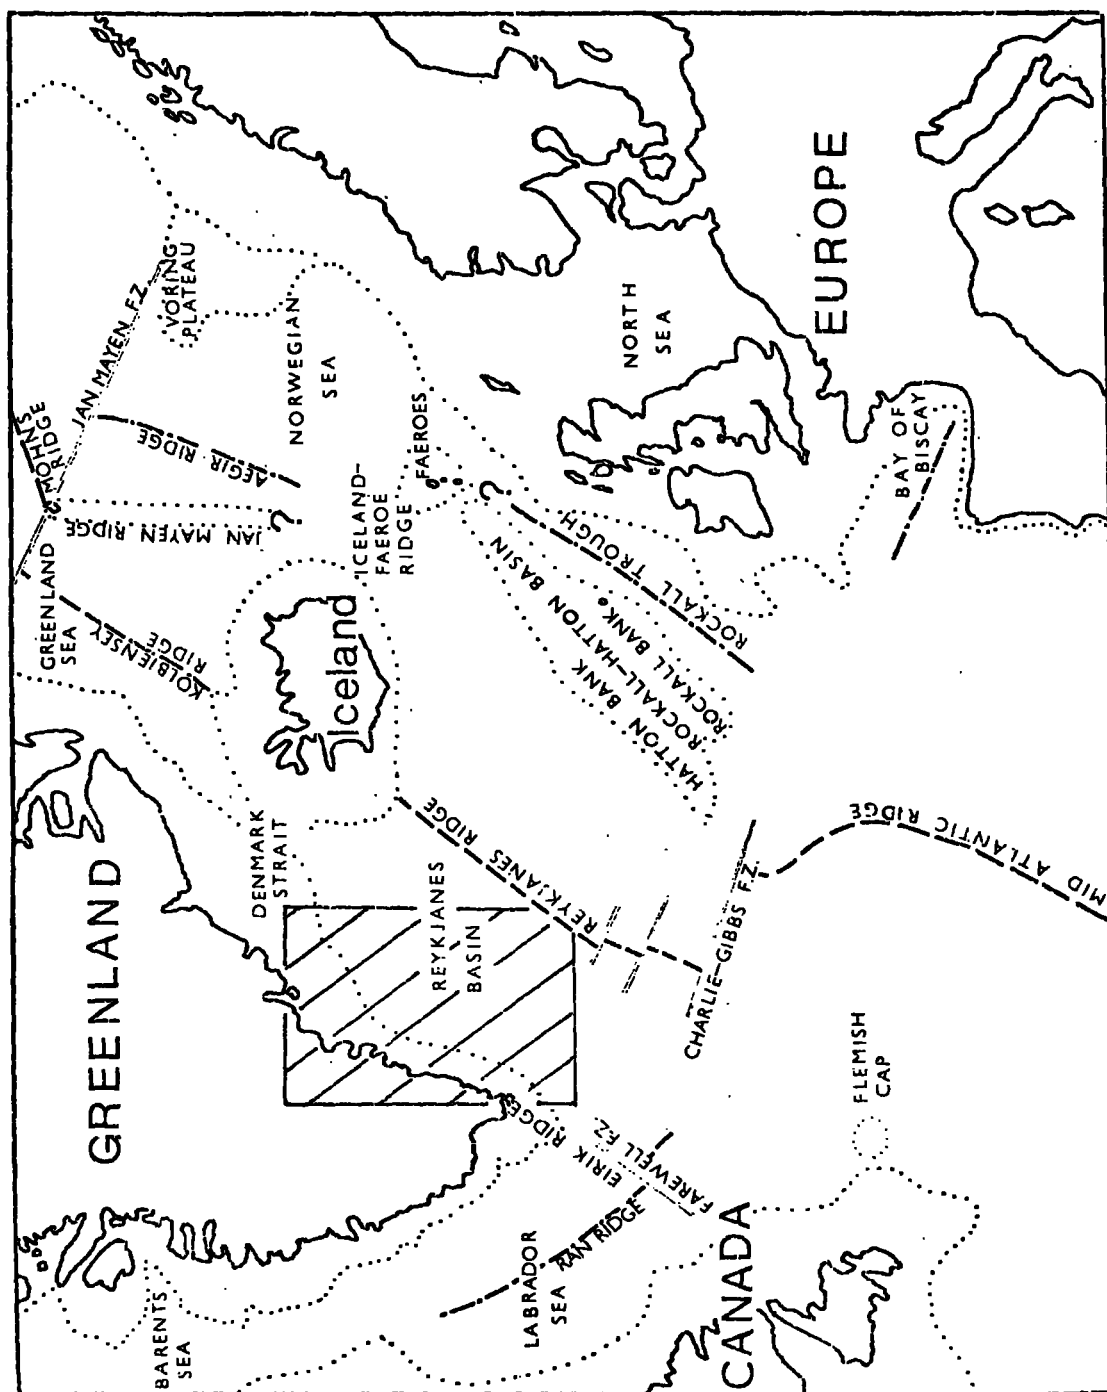 GREENLAND
EUROPE
CANADA
Iceland
MOHNS
RIDGE
JAN MAYEN F.Z.
VORING
PLATEAU
AEGIR RIDGE
NORWEGIAN
SEA
JAN MAYEN RIDGE
GREENLAND
SEA
KOLBIENSEY
RIDGE
ICELAND–
FAEROE
RIDGE
FAEROES
NORTH
SEA
BAY OF
BISCAY
ROCKALL TROUGH
ROCKALL BANK
ROCKALL–HATTON BASIN
HATTON BANK
DENMARK
STRAIT
REYKJANES
BASIN
REYKJANES RIDGE
CHARLIE–GIBBS F.Z.
MID ATLANTIC RIDGE
FLEMISH
CAP
EIRIK RIDGE
FAREWELL F.Z.
RAN RIDGE
LABRADOR
SEA
BARENTS
SEA